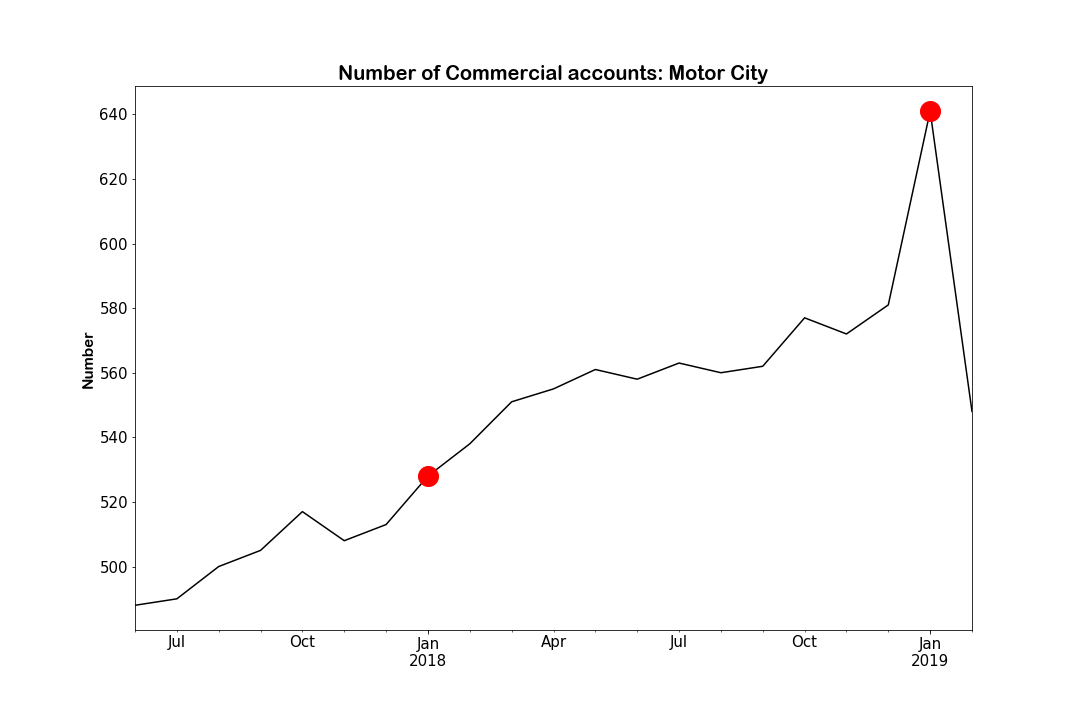 Number of Commercial accounts: Motor City
640
620
600
580
560
540
520
500
Number
Jul
Oct
Jan
2018
Apr
Jul
Oct
Jan
2019